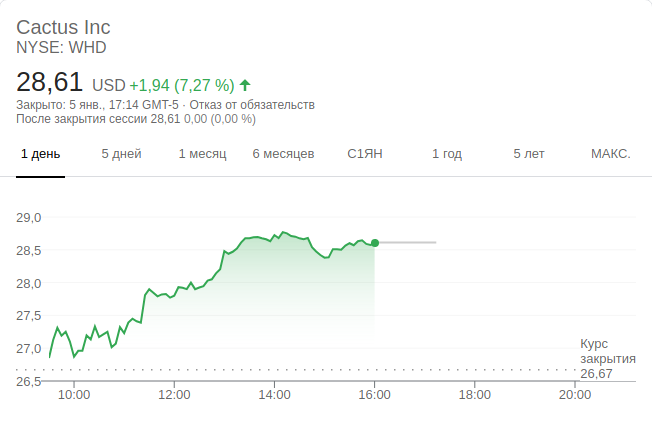 Cactus Inc
NYSE: WHD
28,61 USD +1,94 (7,27 %)
Закрыто: 5 янв., 17:14 GMT-5 · Отказ от обязательств
После закрытия сессии 28,61 0,00 (0,00 %)
1 день 5 дней 1 месяц 6 месяцев С1ЯН 1 год 5 лет МАКС.
29,0
28,5
28,0
27,5
27,0
26,5
Курс
закрытия
26,67
10:00 12:00 14:00 16:00 18:00 20:00